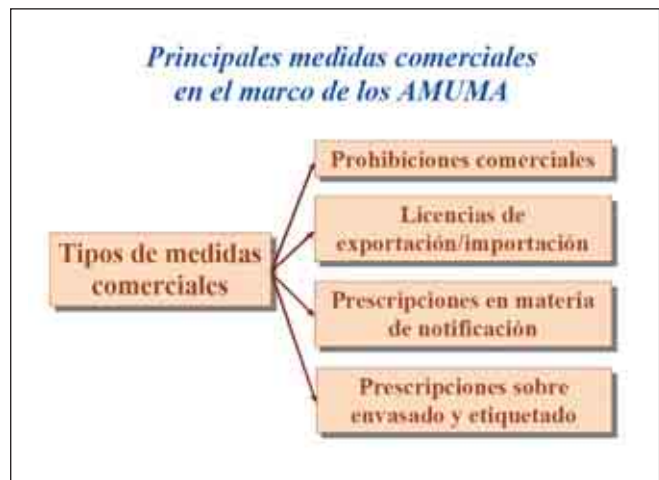 Principales medidas comerciales
en el marco de los AMUMA
Prohibiciones comerciales
Licencias de
exportación/importación
Tipos de medidas
comerciales
Prescripciones en materia
de notificación
Prescripciones sobre
envasado y etiquetado